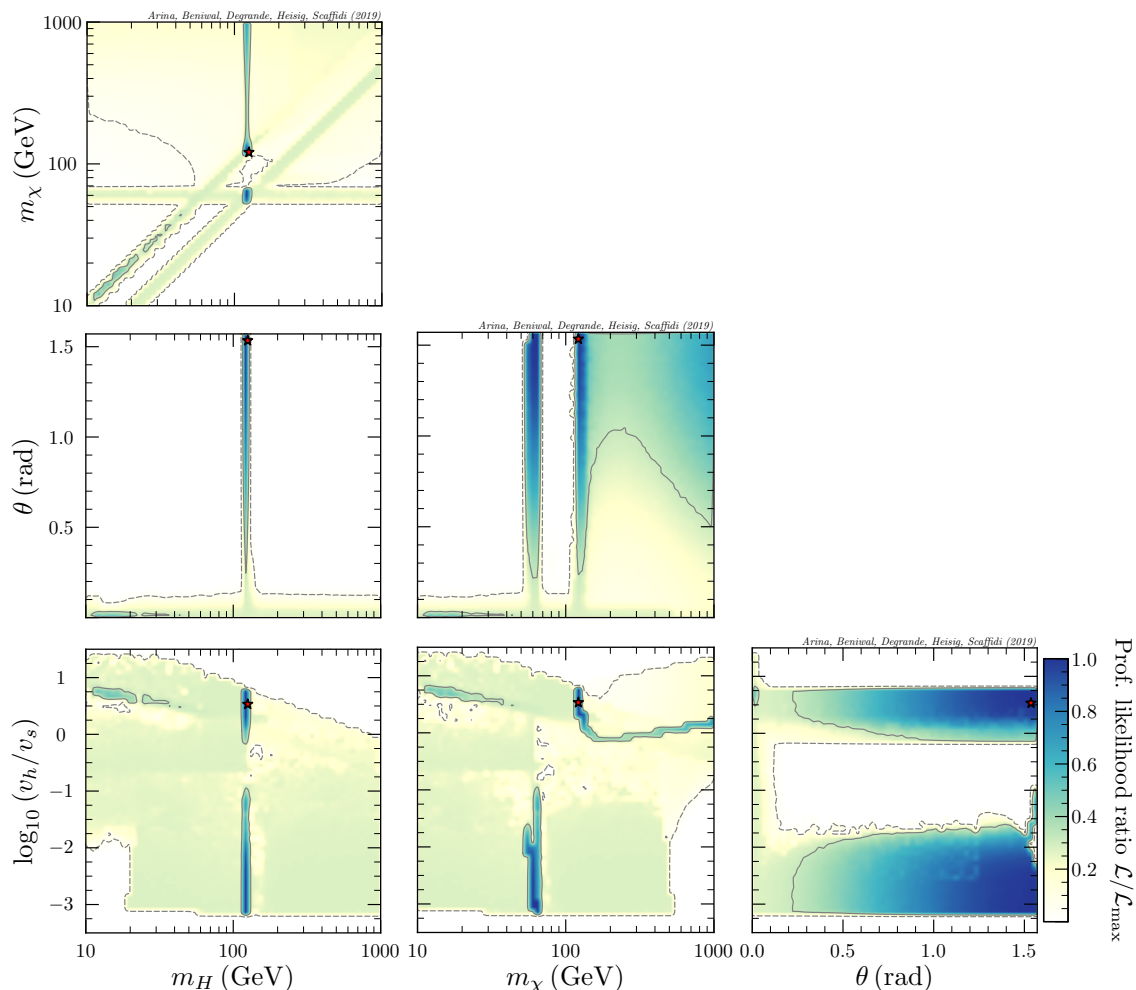 Arina, Beniwal, Degrande, Heisig, Scaffidi (2019)
1000
100
10
m_χ (GeV)
Arina, Beniwal, Degrande, Heisig, Scaffidi (2019)
1.5
1.0
0.5
θ (rad)
Arina, Beniwal, Degrande, Heisig, Scaffidi (2019)
1
0
−1
−2
−3
log₁₀ (v_h/v_s)
10 100 1000
m_H (GeV)
10 100 1000
m_χ (GeV)
0.0 0.5 1.0 1.5
θ (rad)
1.0
0.8
0.6
0.4
0.2
Prof. likelihood ratio ℒ/ℒ_max